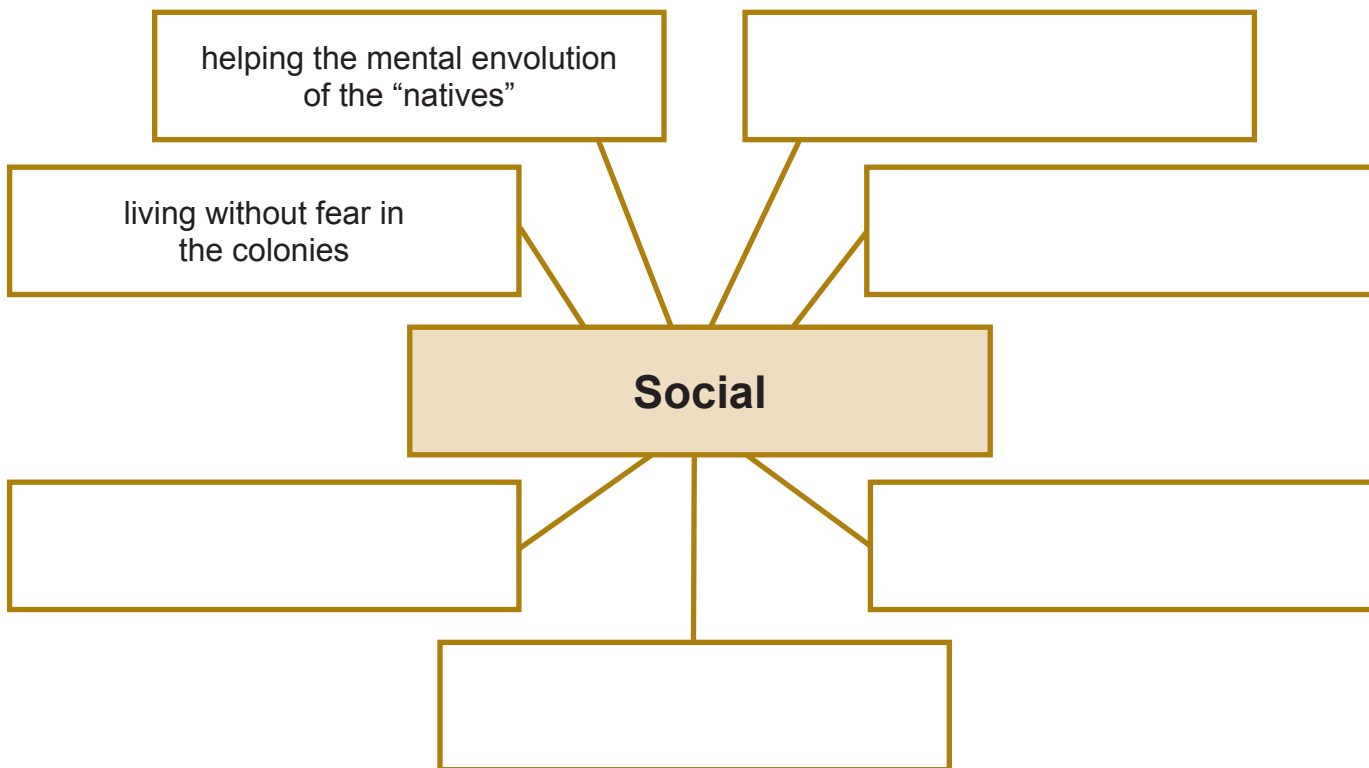 helping the mental envolution
of the “natives”
living without fear in
the colonies
Social